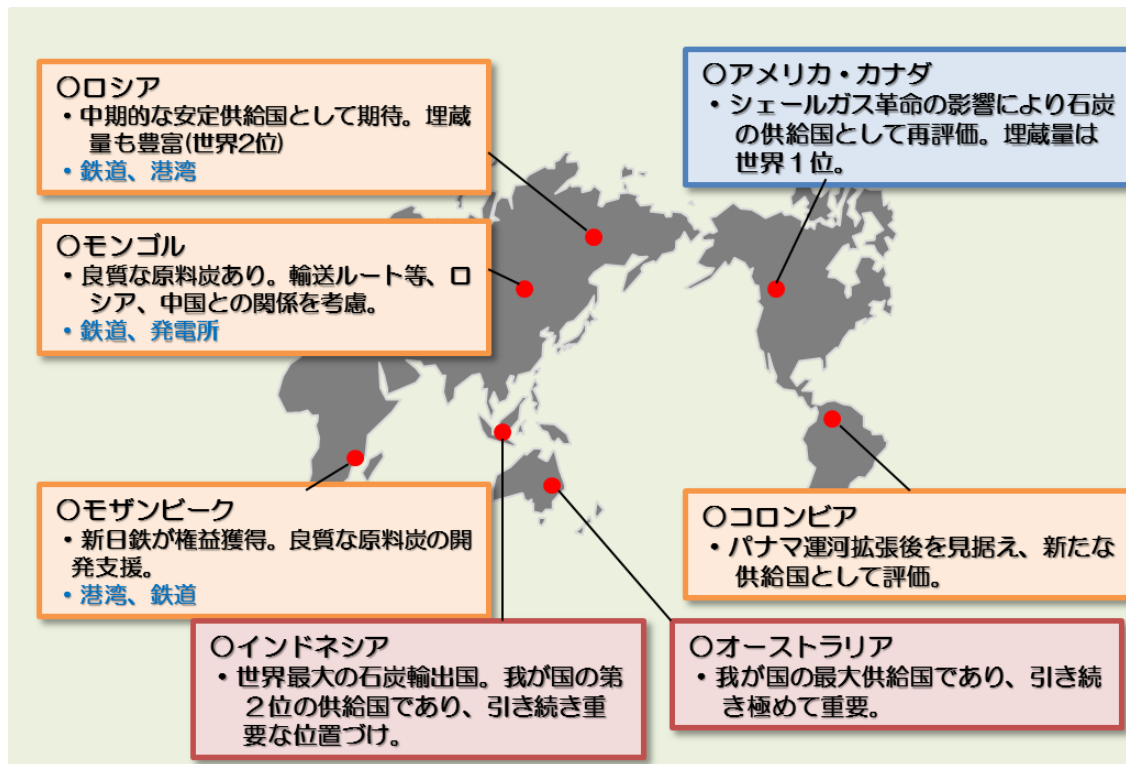 〇ロシア
・中期的な安定供給国として期待。埋蔵
量も豊富(世界2位)
・鉄道、港湾
〇アメリカ・カナダ
・シェールガス革命の影響により石炭
の供給国として再評価。埋蔵量は
世界１位。
〇モンゴル
・良質な原料炭あり。輸送ルート等、ロ
シア、中国との関係を考慮。
・鉄道、発電所
〇モザンビーク
・新日鉄が権益獲得。良質な原料炭の開
発支援。
・港湾、鉄道
〇コロンビア
・パナマ運河拡張後を見据え、新たな
供給国として評価。
〇インドネシア
・世界最大の石炭輸出国。我が国の第
２位の供給国であり、引き続き重
要な位置づけ。
〇オーストラリア
・我が国の最大供給国であり、引き続
き極めて重要。